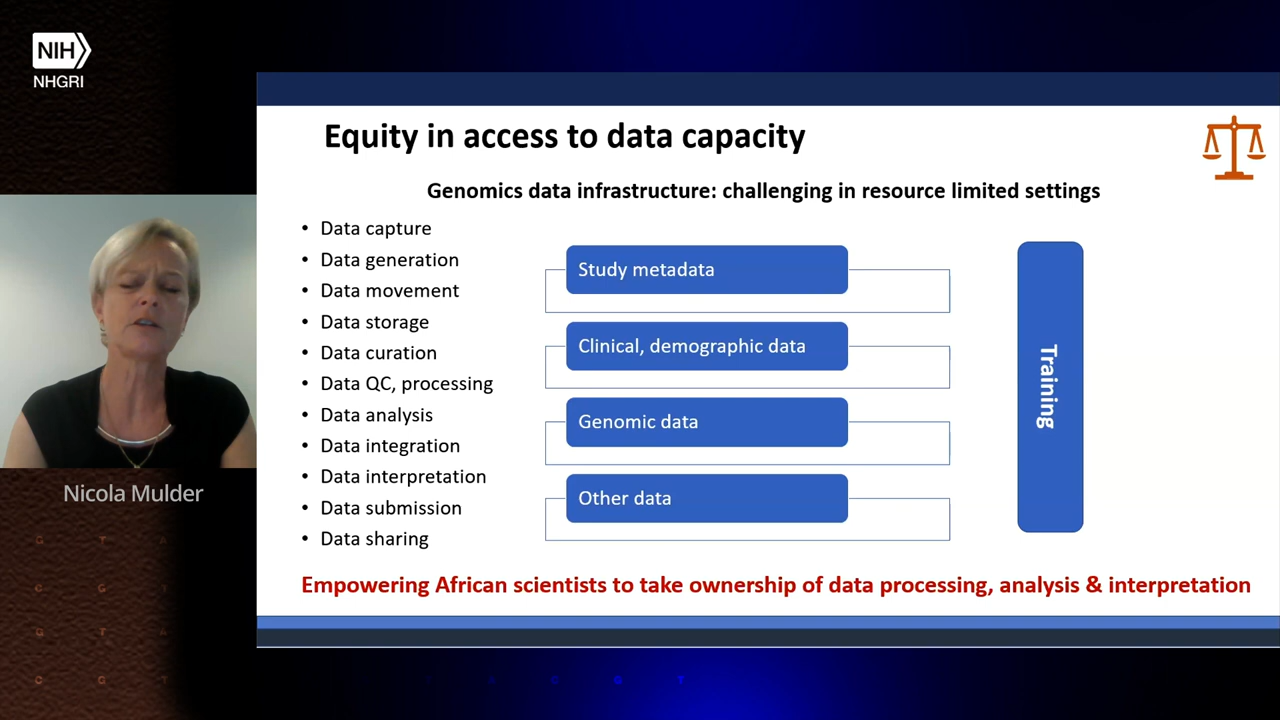 NIH
NHGRI
Equity in access to data capacity
Genomics data infrastructure: challenging in resource limited settings
• Data capture
• Data generation
• Data movement
• Data storage
• Data curation
• Data QC, processing
• Data analysis
• Data integration
• Data interpretation
• Data submission
• Data sharing
Study metadata
Clinical, demographic data
Genomic data
Other data
Training
Empowering African scientists to take ownership of data processing, analysis & interpretation
Nicola Mulder